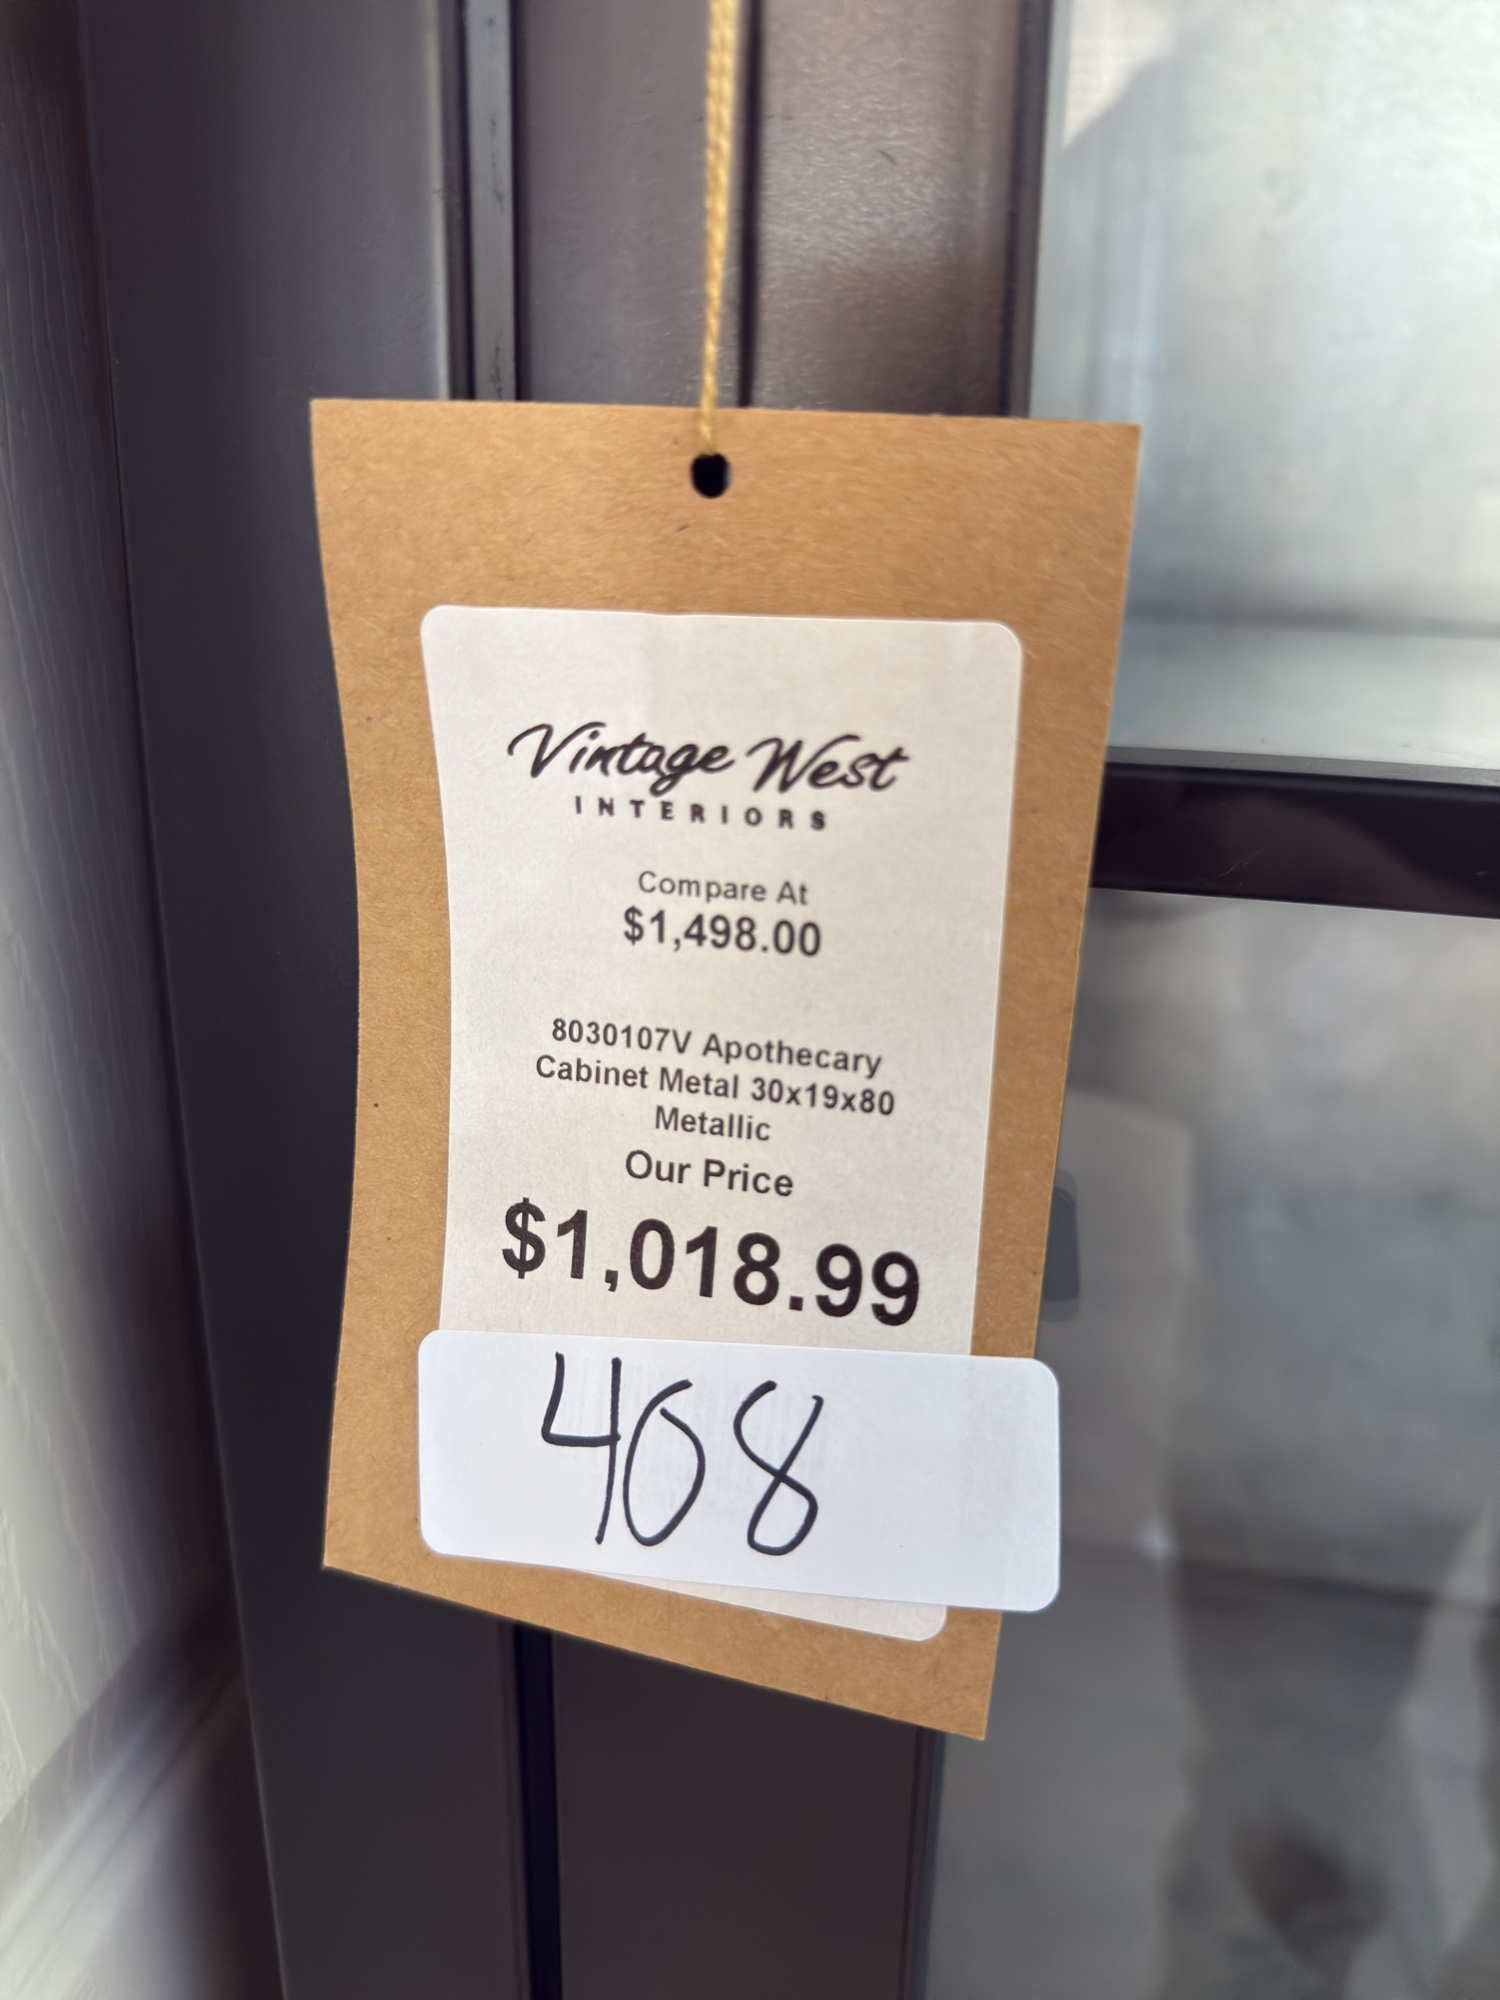 Vintage West
INTERIORS
Compare At
$1,498.00
8030107V Apothecary
Cabinet Metal 30x19x80
Metallic
Our Price
$1,018.99
408